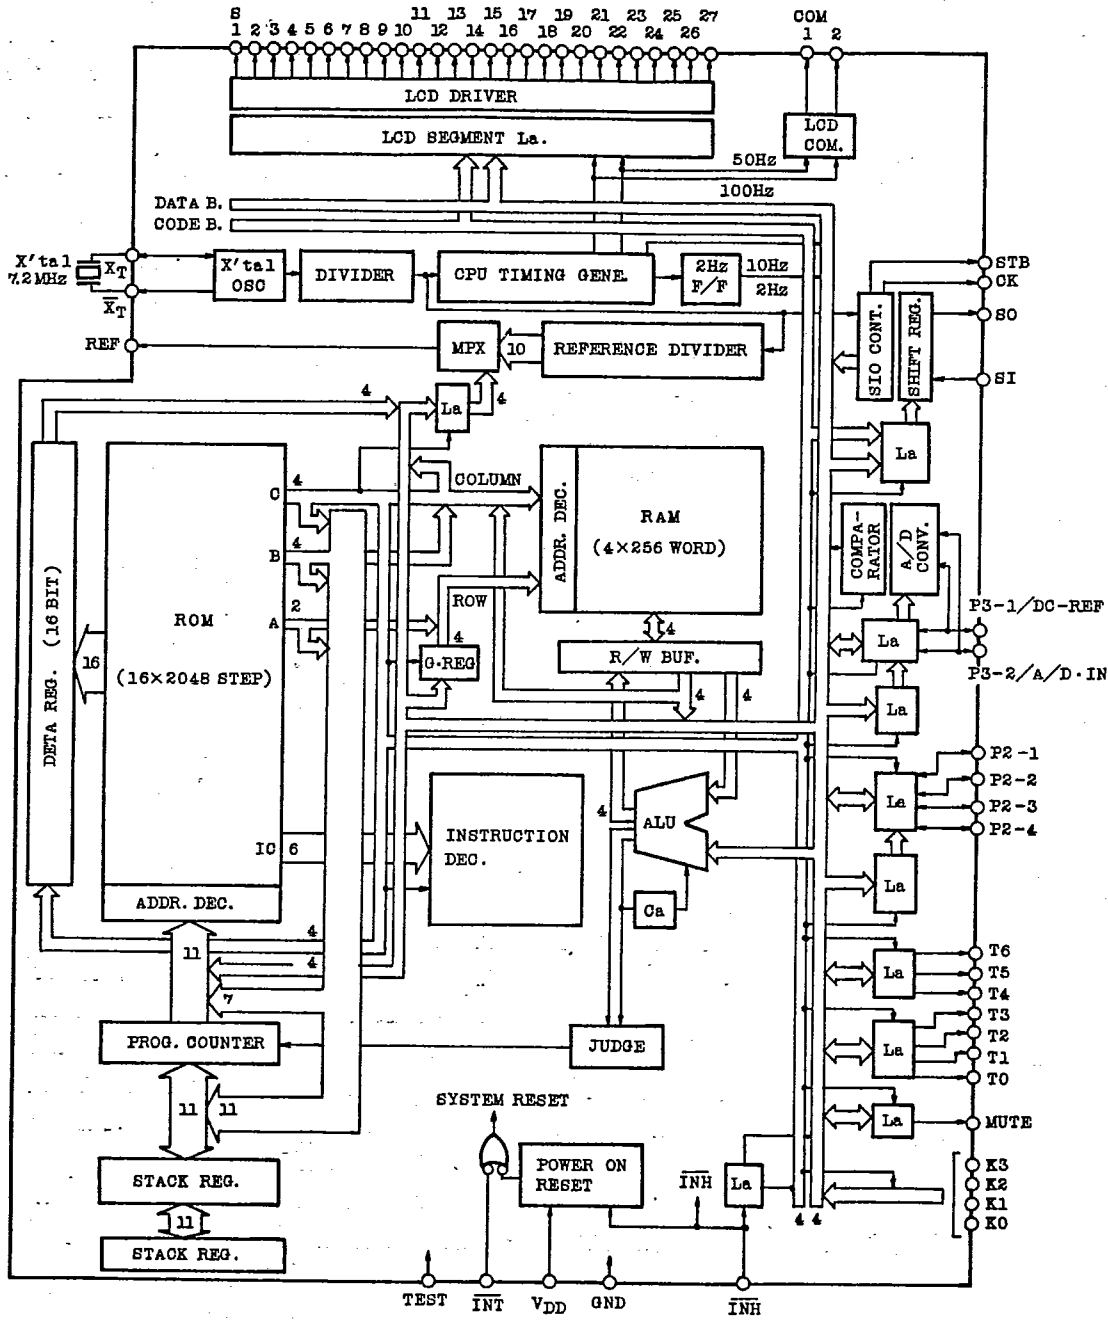 S
11 13 15 17 19 21 23 25 27
COM
1 2 3 4 5 6 7 8 9 10 12 14 16 18 20 22 24 26
1 2
LCD DRIVER
LCD SEGMENT La.
LCD
COM.
50Hz
100Hz
DATA B.
CODE B.
X'tal
7.2MHz
XT
X̅T̅
X'tal
OSC
DIVIDER
CPU TIMING GENE.
2Hz
F/F
10Hz
2Hz
STB
CK
SO
SI
SIO CONT.
SHIFT REG.
REF
MPX
10
REFERENCE DIVIDER
4
La
4
La
DETA REG. (16 BIT)
16
ROM
(16×2048 STEP)
C
4
B
4
A
2
IC
6
ADDR. DEC.
COLUMN
ROW
4
G-REG
ADDR. DEC.
RAM
(4×256 WORD)
4
R/W BUF.
4
4
COMPA-
RATOR
A/D
CONV.
P3-1/DC-REF
La
P3-2/A/D·IN
La
INSTRUCTION
DEC.
4
ALU
Ca
P2-1
P2-2
P2-3
P2-4
La
La
11
4
4
7
PROG. COUNTER
JUDGE
La
T6
T5
T4
La
T3
T2
T1
T0
11
11
SYSTEM RESET
La
MUTE
STACK REG.
POWER ON
RESET
I̅N̅H̅
La
K3
K2
K1
K0
4 4
11
STACK REG.
TEST
I̅N̅T̅
VDD
GND
I̅N̅H̅